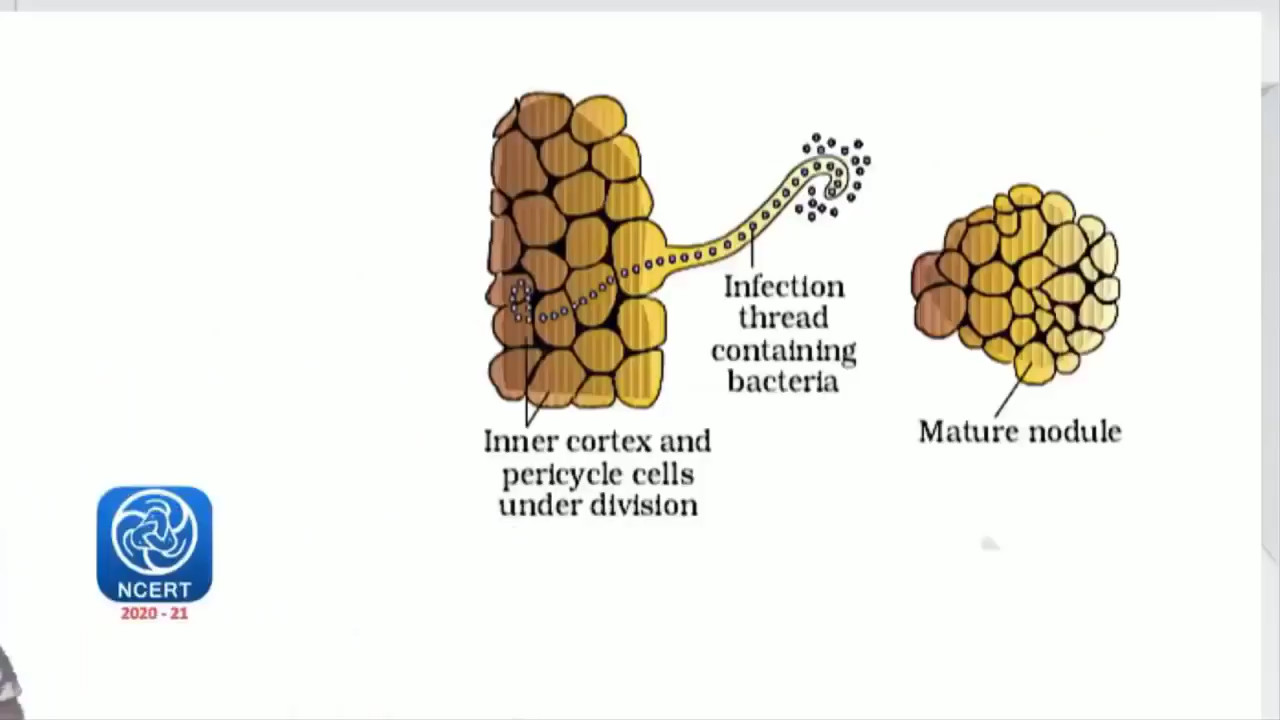 Infection
thread
containing
bacteria
Mature nodule
Inner cortex and
pericycle cells
under division
NCERT
2020 - 21